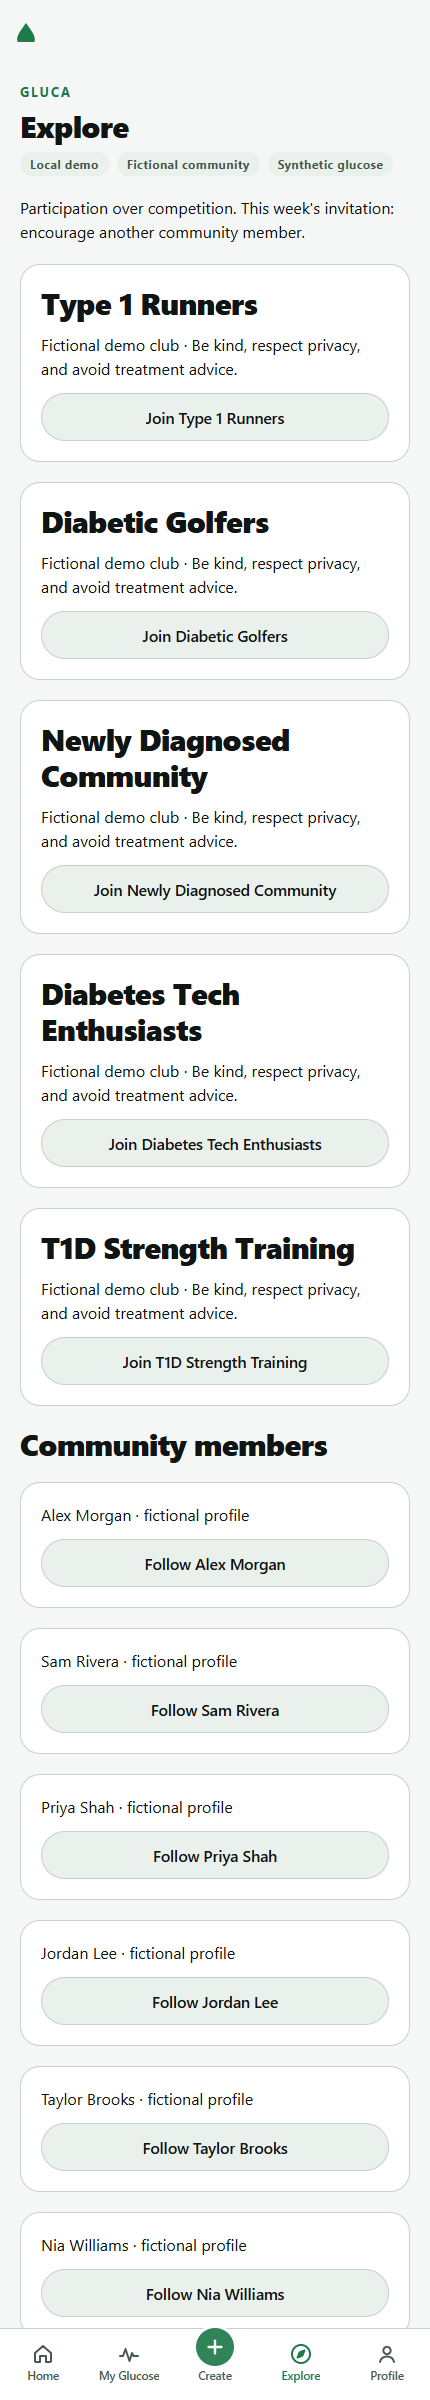 GLUCA
Explore
Local demo
Fictional community
Synthetic glucose
Participation over competition. This week's invitation:
encourage another community member.
Type 1 Runners
Fictional demo club · Be kind, respect privacy,
and avoid treatment advice.
Join Type 1 Runners
Diabetic Golfers
Fictional demo club · Be kind, respect privacy,
and avoid treatment advice.
Join Diabetic Golfers
Newly Diagnosed
Community
Fictional demo club · Be kind, respect privacy,
and avoid treatment advice.
Join Newly Diagnosed Community
Diabetes Tech
Enthusiasts
Fictional demo club · Be kind, respect privacy,
and avoid treatment advice.
Join Diabetes Tech Enthusiasts
T1D Strength Training
Fictional demo club · Be kind, respect privacy,
and avoid treatment advice.
Join T1D Strength Training
Community members
Alex Morgan · fictional profile
Follow Alex Morgan
Sam Rivera · fictional profile
Follow Sam Rivera
Priya Shah · fictional profile
Follow Priya Shah
Jordan Lee · fictional profile
Follow Jordan Lee
Taylor Brooks · fictional profile
Follow Taylor Brooks
Nia Williams · fictional profile
Follow Nia Williams
Home
My Glucose
Create
Explore
Profile